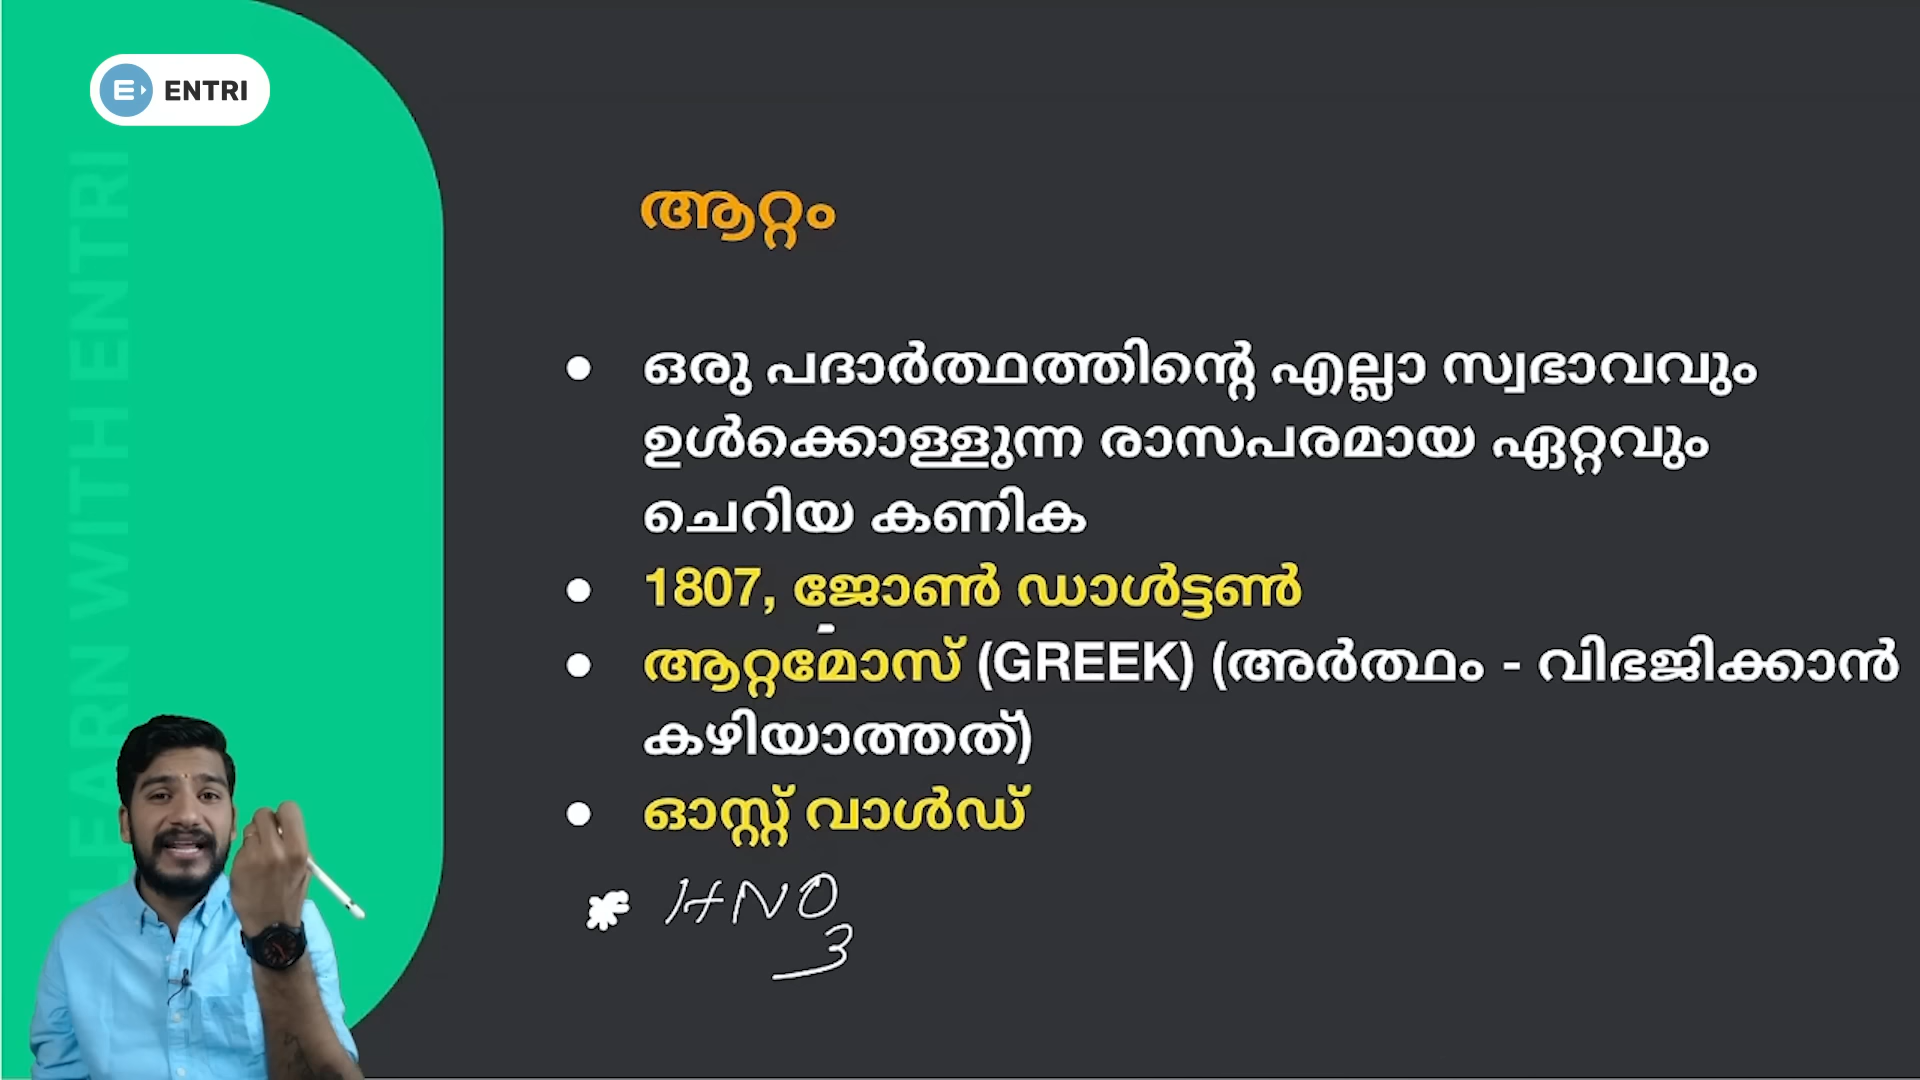 ENTRI
LEARN WITH ENTRI
ആറ്റം
● ഒരു പദാർത്ഥത്തിന്റെ എല്ലാ സ്വഭാവവും
ഉൾക്കൊള്ളുന്ന രാസപരമായ ഏറ്റവും
ചെറിയ കണിക
● 1807, ജോൺ ഡാൾട്ടൺ
● ആറ്റമോസ് (GREEK) (അർത്ഥം - വിഭജിക്കാൻ
കഴിയാത്തത്)
● ഓസ്റ്റ് വാൾഡ്
* HNO3